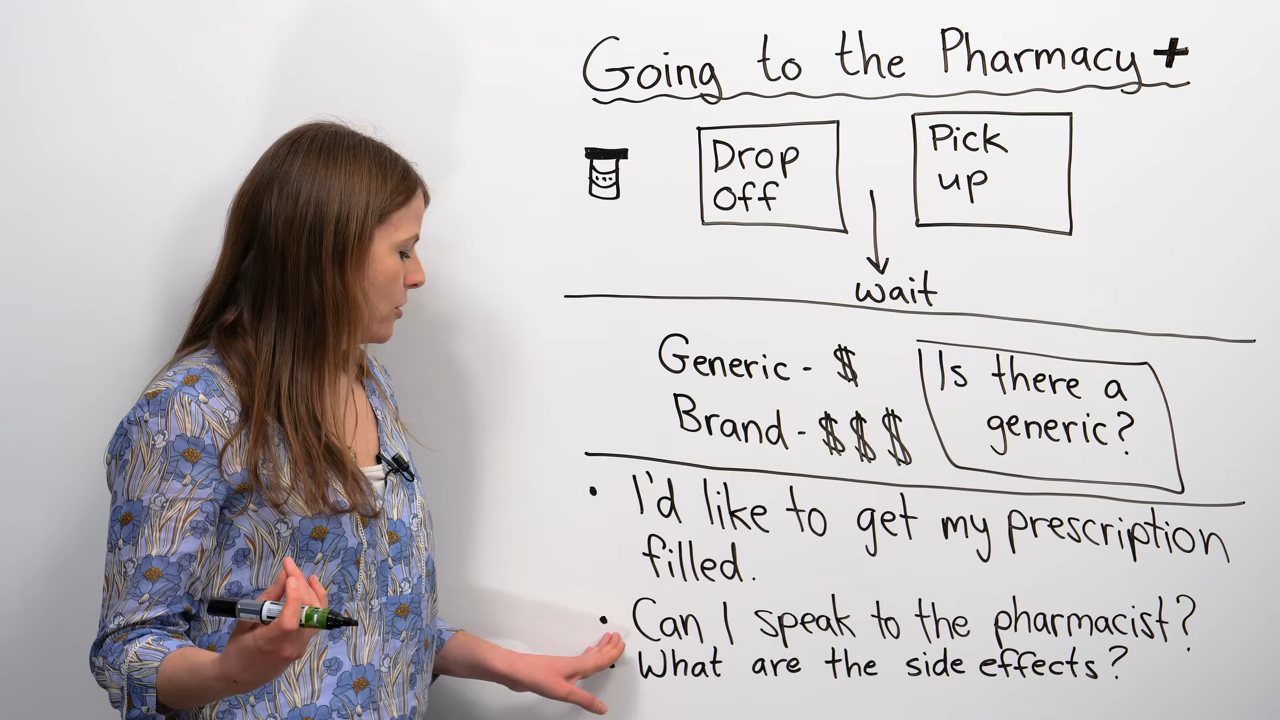 Going to the Pharmacy +
Drop
Off
Pick
up
wait
Generic - $
Brand - $$$
Is there a
generic?
• I'd like to get my prescription
filled.
• Can I speak to the pharmacist?
• What are the side effects?